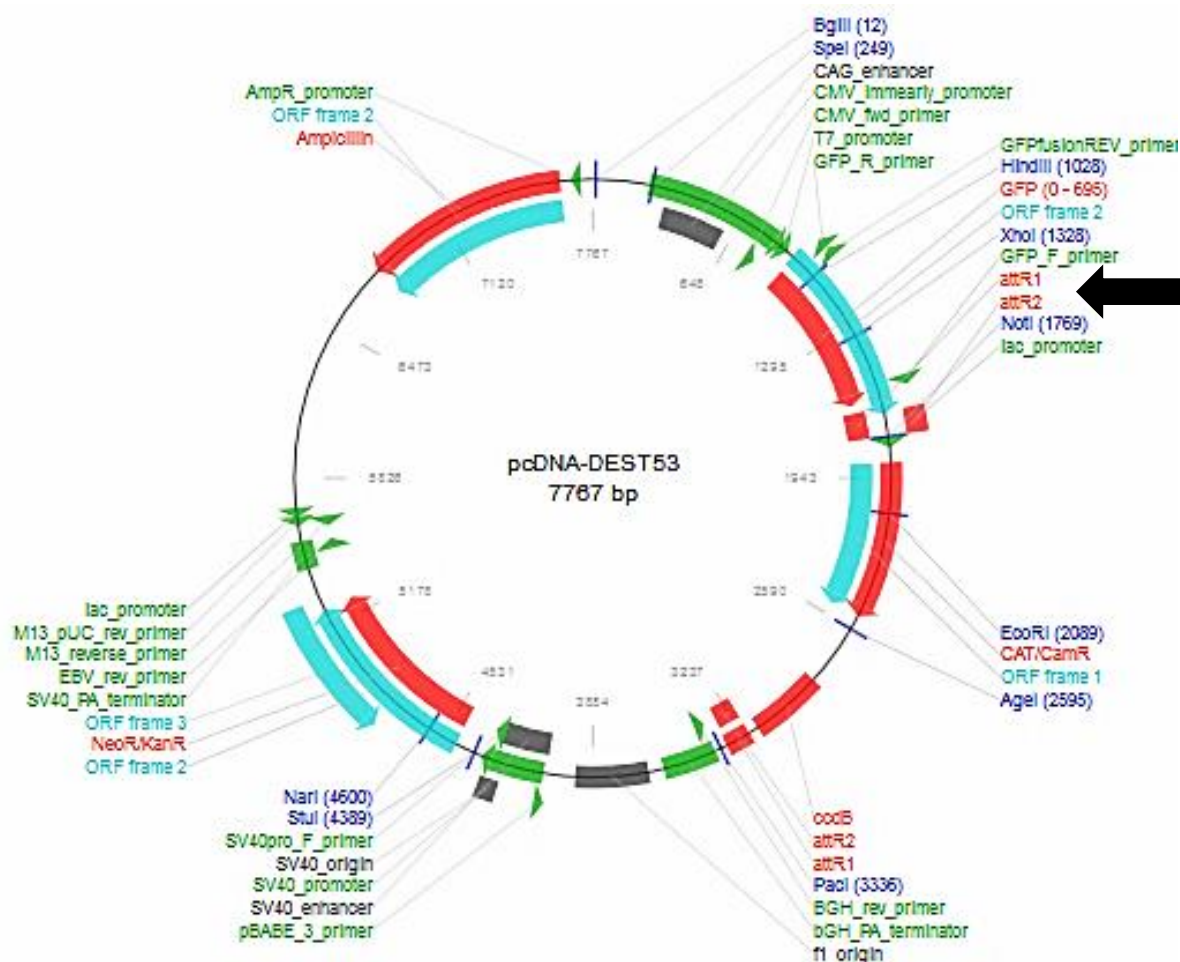 BglII (12)
SpeI (249)
CAG_enhancer
CMV_immearly_promoter
CMV_fwd_primer
T7_promoter
GFP_R_primer
GFPfusionREV_primer
HindIII (1028)
GFP (0 - 695)
ORF frame 2
XhoI (1328)
GFP_F_primer
attR1
attR2
NotI (1769)
lac_promoter
AmpR_promoter
ORF frame 2
Ampicillin
7767
648
1295
1943
2590
3237
4531
5178
6473
7120
pcDNA-DEST53
7767 bp
EcoRI (2089)
CAT/CamR
ORF frame 1
AgeI (2595)
ccdB
attR2
attR1
PacI (3336)
BGH_rev_primer
bGH_PA_terminator
f1_origin
lac_promoter
M13_pUC_rev_primer
M13_reverse_primer
EBV_rev_primer
SV40_PA_terminator
ORF frame 3
NeoR/KanR
ORF frame 2
NarI (4600)
StuI (4389)
SV40pro_F_primer
SV40_origin
SV40_promoter
SV40_enhancer
pBABE_3_primer